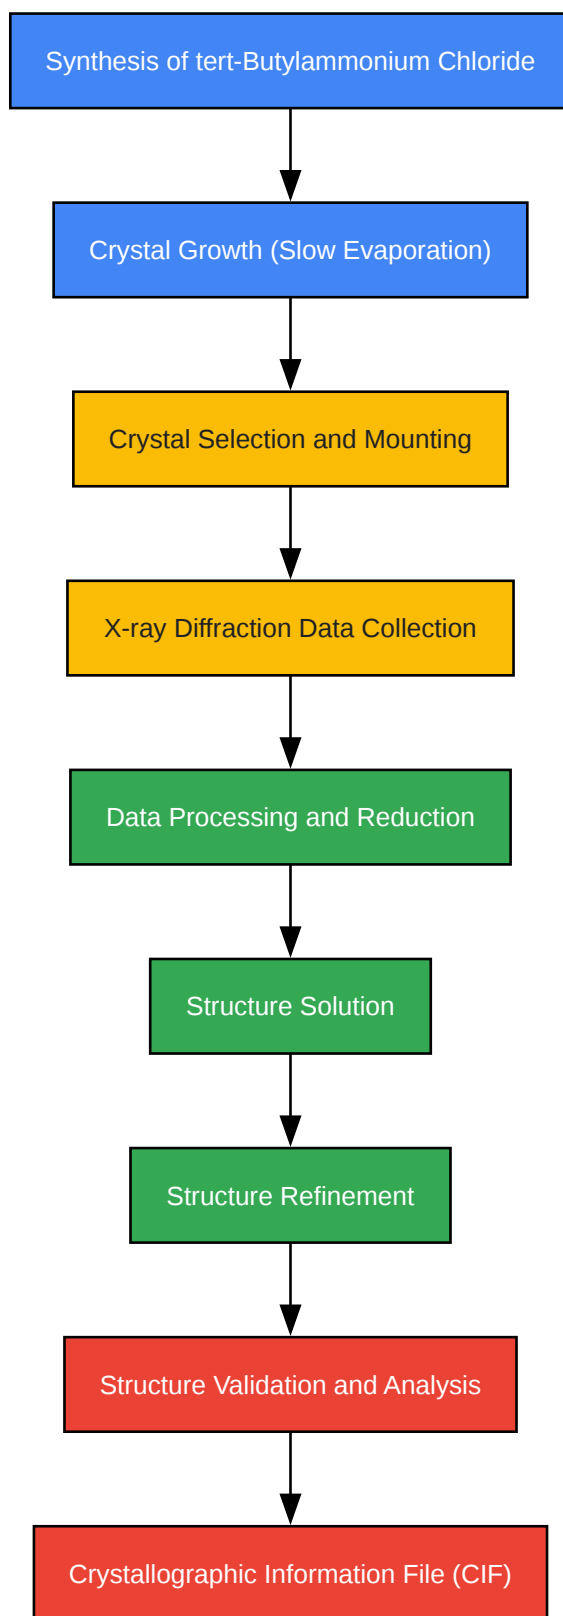 Synthesis of tert-Butylammonium Chloride
Crystal Growth (Slow Evaporation)
Crystal Selection and Mounting
X-ray Diffraction Data Collection
Data Processing and Reduction
Structure Solution
Structure Refinement
Structure Validation and Analysis
Crystallographic Information File (CIF)